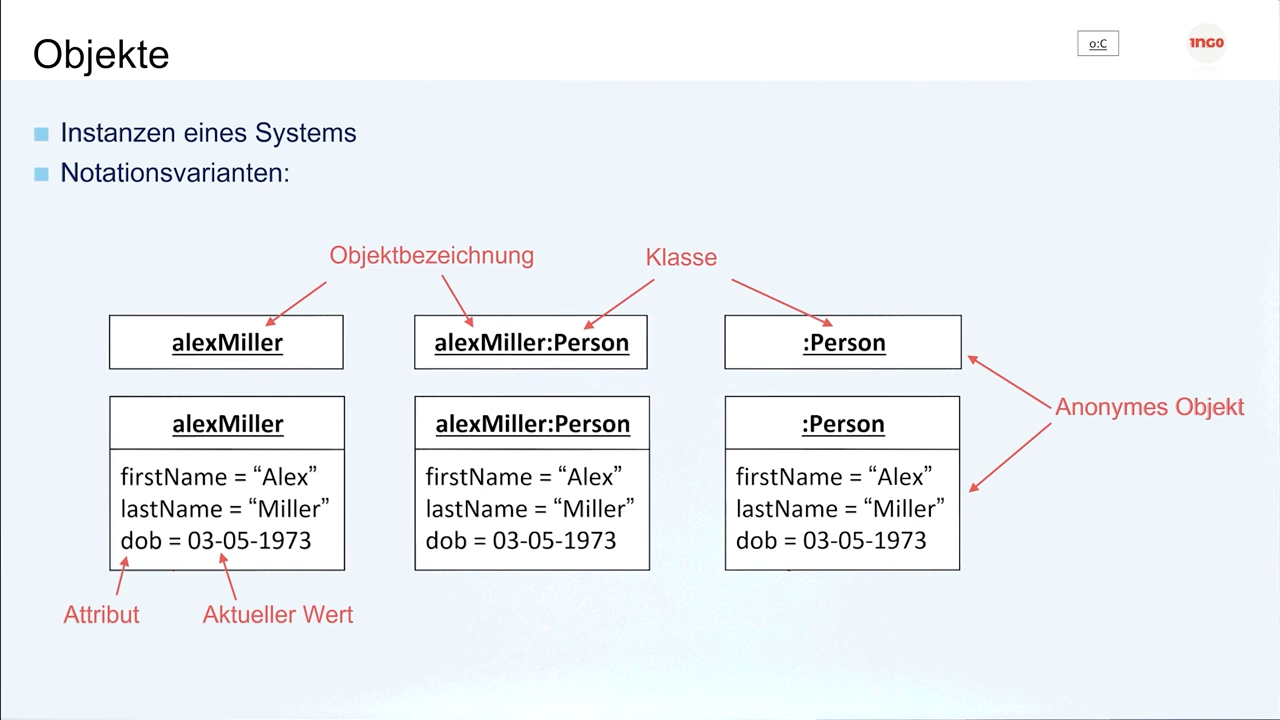 Objekte
o:C
1NGO
Instanzen eines Systems
Notationsvarianten:
Objektbezeichnung
Klasse
alexMiller
alexMiller:Person
:Person
Anonymes Objekt
alexMiller
firstName = “Alex”
lastName = “Miller”
dob = 03-05-1973
alexMiller:Person
firstName = “Alex”
lastName = “Miller”
dob = 03-05-1973
:Person
firstName = “Alex”
lastName = “Miller”
dob = 03-05-1973
Attribut
Aktueller Wert